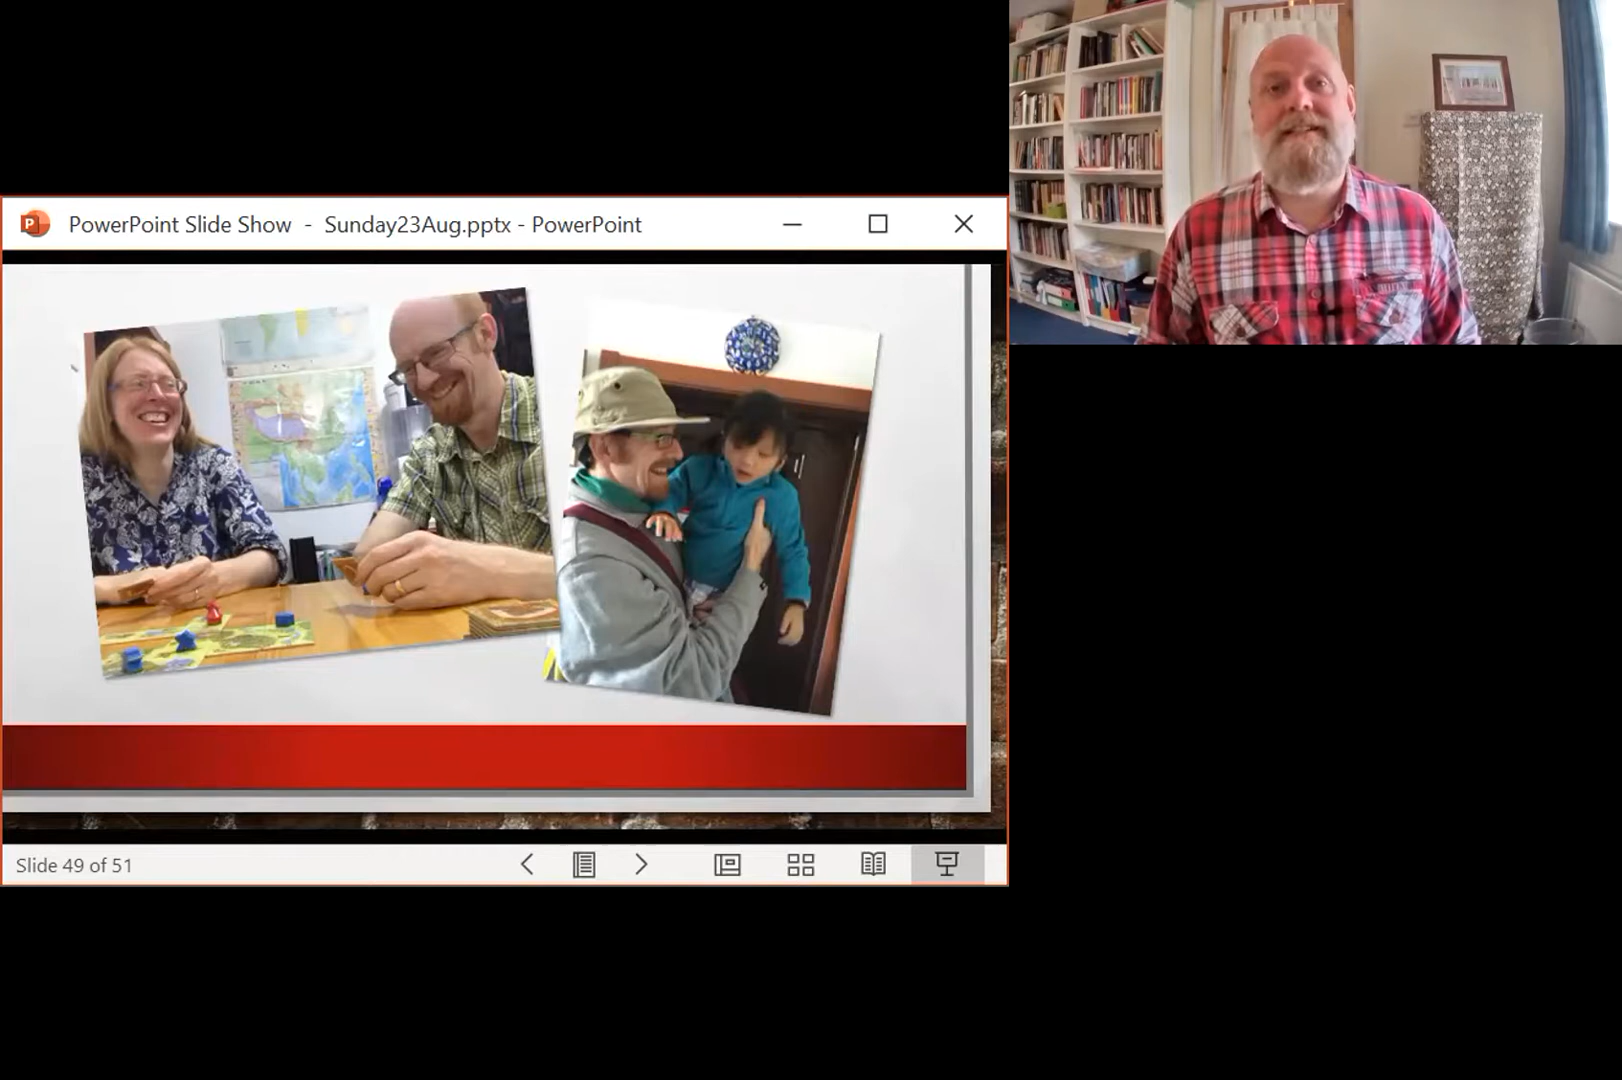 PowerPoint Slide Show - Sunday23Aug.pptx - PowerPoint
Slide 49 of 51